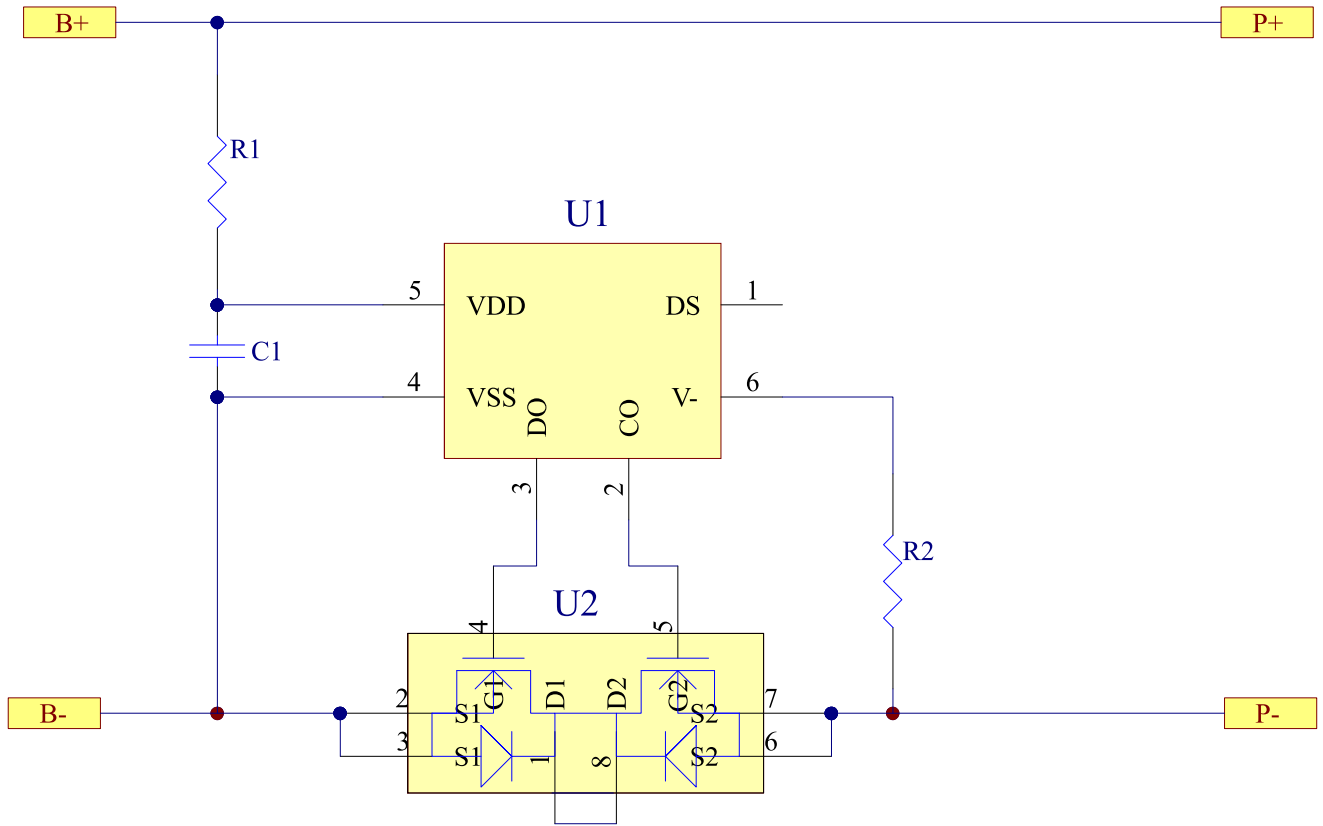 B+
P+
R1
U1
5
VDD
DS
1
C1
4
VSS
DO
CO
V-
6
3
2
R2
U2
4
5
G1
D1
D2
G2
2
S1
S2
7
B-
P-
3
S1
1
8
S2
6